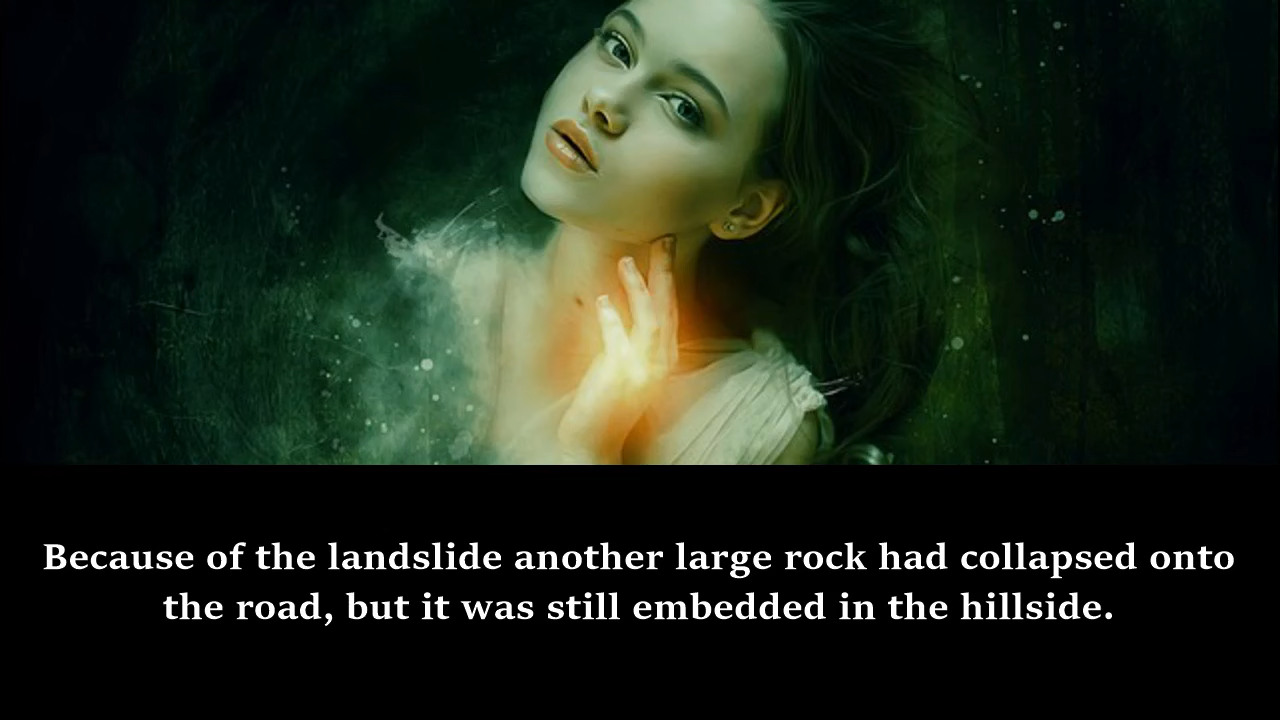 Because of the landslide another large rock had collapsed onto
the road, but it was still embedded in the hillside.